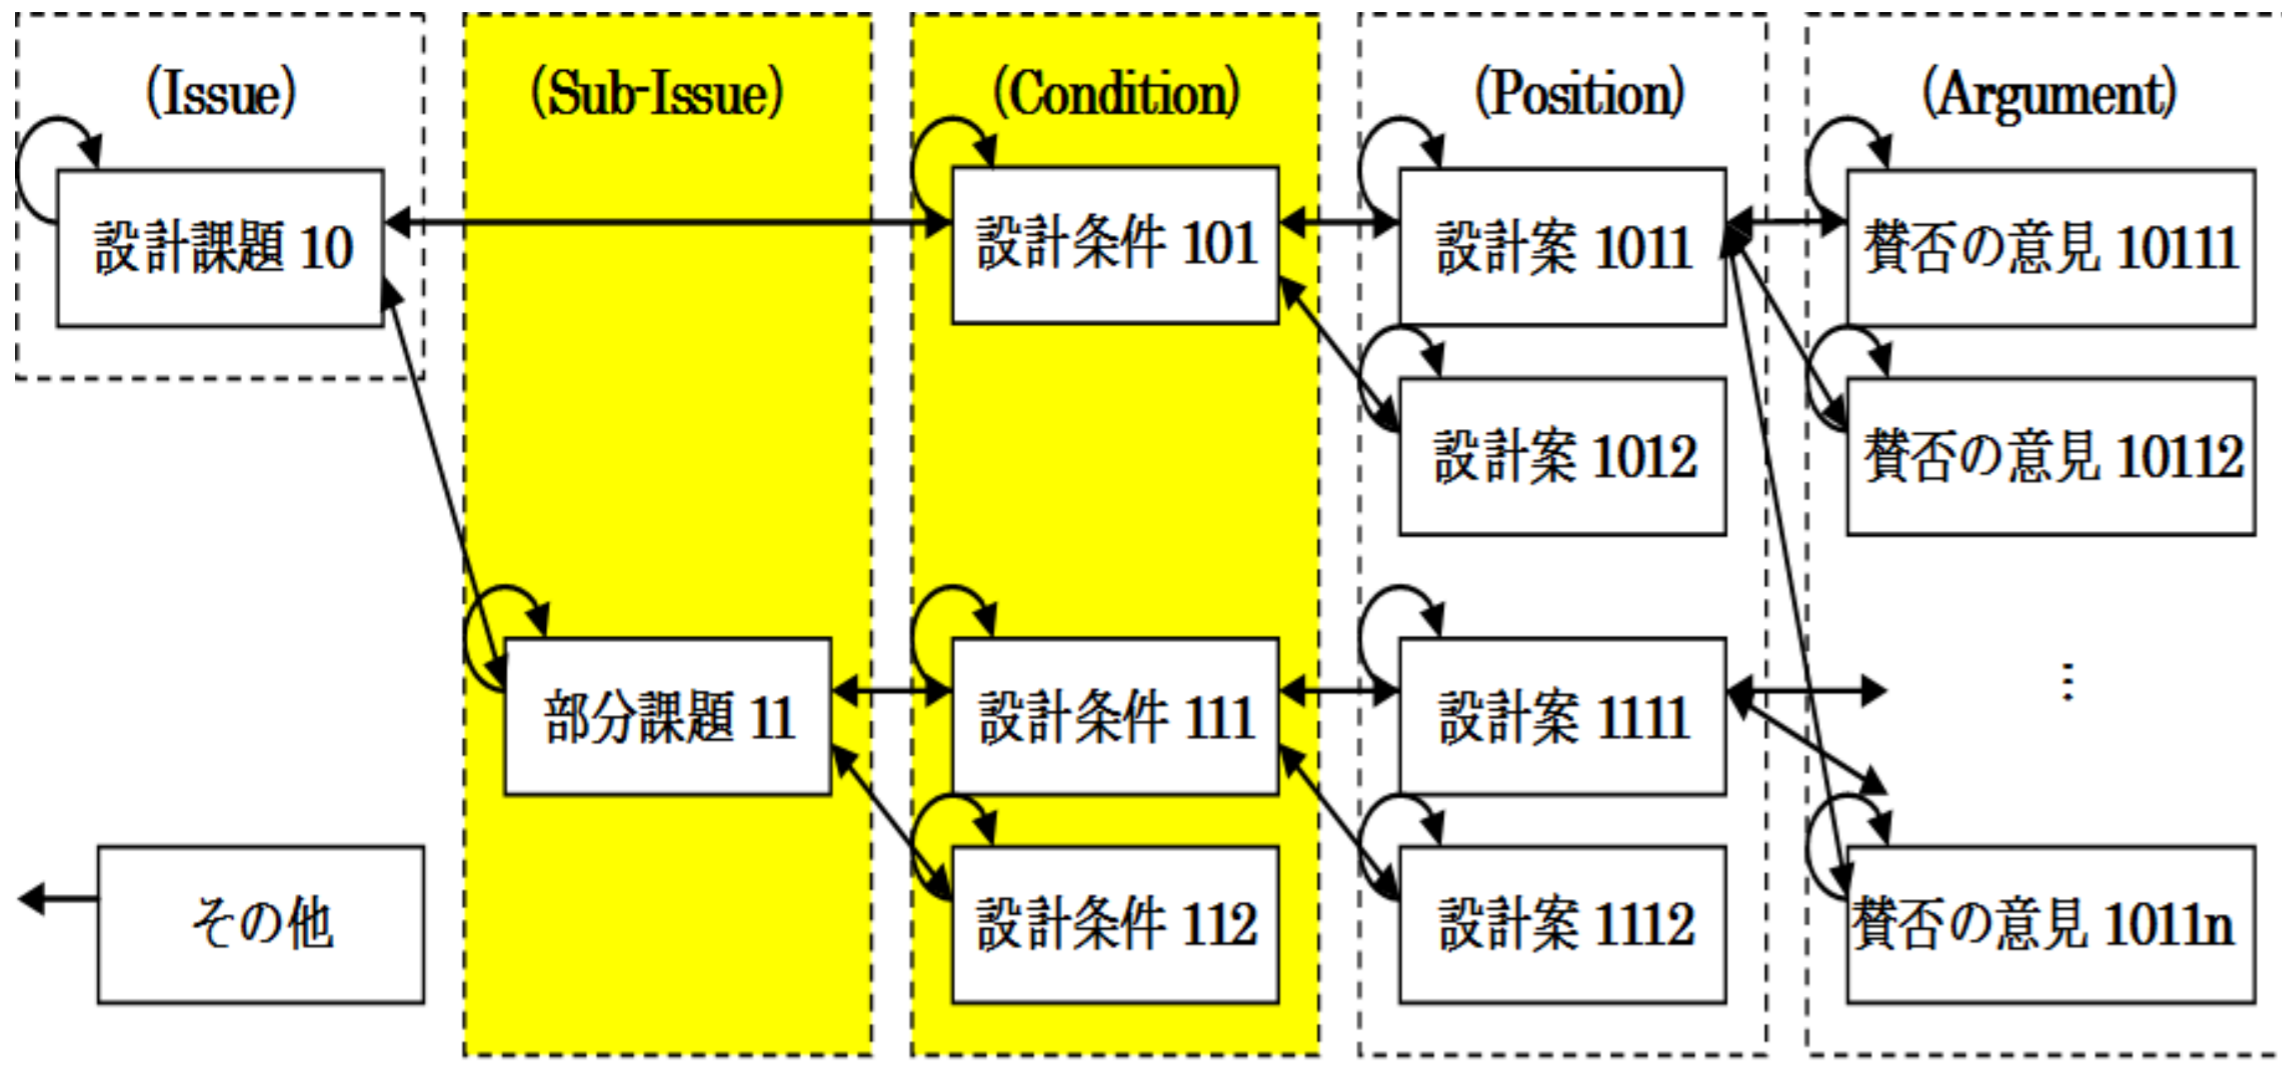 (Issue)
(Sub-Issue)
(Condition)
(Position)
(Argument)
設計課題 10
設計条件 101
設計案 1011
賛否の意見 10111
設計案 1012
賛否の意見 10112
部分課題 11
設計条件 111
設計案 1111
…
その他
設計条件 112
設計案 1112
賛否の意見 1011n